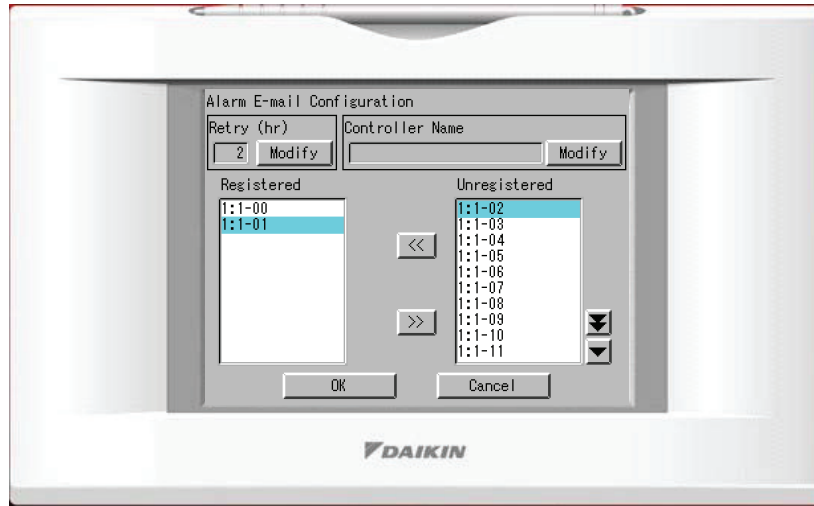 Alarm E-mail Configuration
Retry (hr)
Controller Name
2 Modify
Modify
Registered
Unregistered
1:1-00
1:1-01
<<
>>
1:1-02
1:1-03
1:1-04
1:1-05
1:1-06
1:1-07
1:1-08
1:1-09
1:1-10
1:1-11
OK
Cancel
DAIKIN